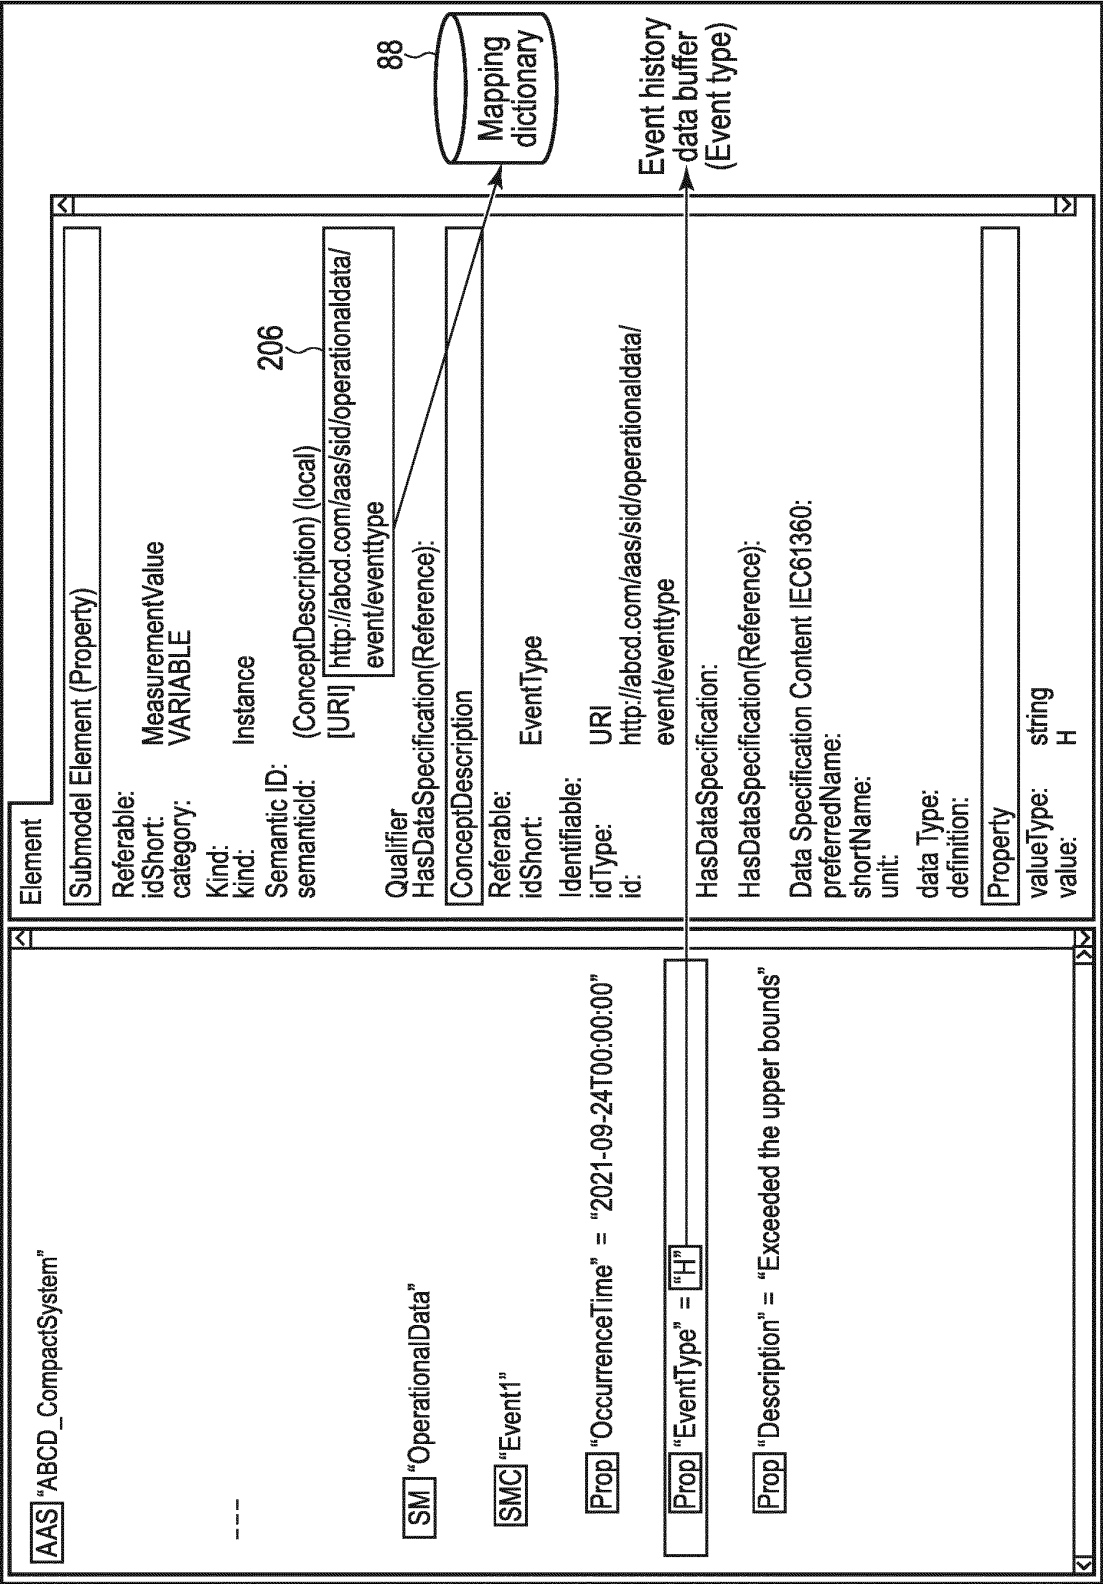 AAS "ABCD_CompactSystem"
---
SM "OperationalData"
SMC "Event1"
Prop "OccurrenceTime" = "2021-09-24T00:00:00"
Prop "EventType" = "H"
Prop "Description" = "Exceeded the upper bounds"
Element
Submodel Element (Property)
Referable:
idShort: MeasurementValue
category: VARIABLE
Kind:
kind: Instance
Semantic ID:
semanticId: (ConceptDescription) (local)
[URI] http://abcd.com/aas/sid/operationaldata/
event/eventtype
206
Qualifier
HasDataSpecification(Reference):
ConceptDescription
Referable:
idShort: EventType
Identifiable:
idType: URI
id: http://abcd.com/aas/sid/operationaldata/
event/eventtype
HasDataSpecification:
HasDataSpecification(Reference):
Data Specification Content IEC61360:
preferredName:
shortName:
unit:
data Type:
definition:
Property
valueType: string
value: H
88
Mapping
dictionary
Event history
data buffer
(Event type)